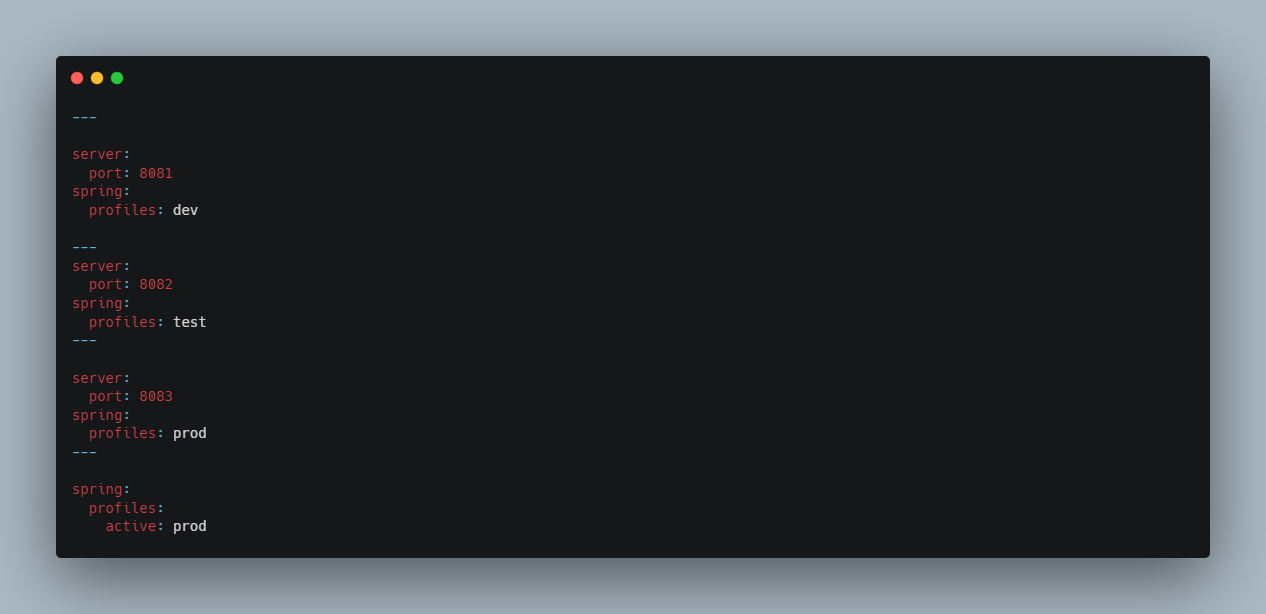 ---
server:
  port: 8081
spring:
  profiles: dev
---
server:
  port: 8082
spring:
  profiles: test
---
server:
  port: 8083
spring:
  profiles: prod
---
spring:
  profiles:
    active: prod